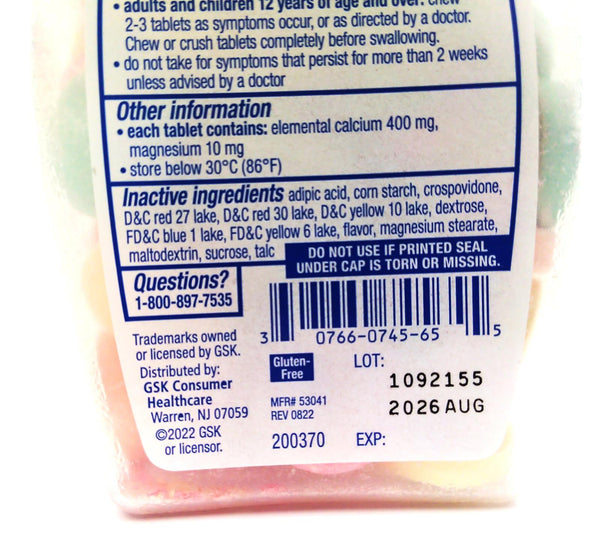 • adults and children 12 years of age and over: chew
2-3 tablets as symptoms occur, or as directed by a doctor.
Chew or crush tablets completely before swallowing.
• do not take for symptoms that persist for more than 2 weeks
unless advised by a doctor
Other information
• each tablet contains: elemental calcium 400 mg,
magnesium 10 mg
• store below 30°C (86°F)
Inactive ingredients adipic acid, corn starch, crospovidone,
D&C red 27 lake, D&C red 30 lake, D&C yellow 10 lake, dextrose,
FD&C blue 1 lake, FD&C yellow 6 lake, flavor, magnesium stearate,
maltodextrin, sucrose, talc
DO NOT USE IF PRINTED SEAL
UNDER CAP IS TORN OR MISSING.
Questions?
1-800-897-7535
3 0766-0745-65 5
Trademarks owned
or licensed by GSK.
Distributed by:
GSK Consumer
Healthcare
Warren, NJ 07059
©2022 GSK
or licensor.
Gluten-
Free
MFR# 53041
REV 0822
200370
LOT:
1092155
2026 AUG
EXP: